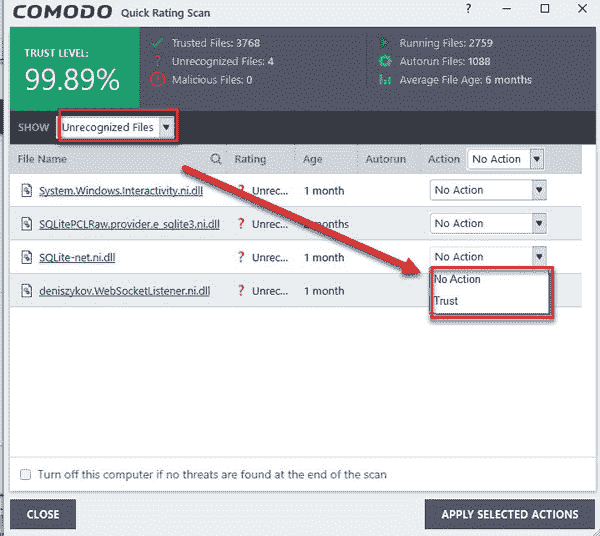 COMODO Quick Rating Scan
TRUST LEVEL:
99.89%
Trusted Files: 3768
Unrecognized Files: 4
Malicious Files: 0
Running Files: 2759
Autorun Files: 1088
Average File Age: 6 months
SHOW Unrecognized Files
File Name Rating Age Autorun Action No Action
System.Windows.Interactivity.ni.dll ? Unrec... 1 month No Action
SQLitePCLRaw.provider.e_sqlite3.ni.dll ? Unrec... months No Action
SQLite-net.ni.dll ? Unrec... 1 month No Action
No Action
Trust
deniszykov.WebSocketListener.ni.dll ? Unrec... 1 month
Turn off this computer if no threats are found at the end of the scan
CLOSE
APPLY SELECTED ACTIONS